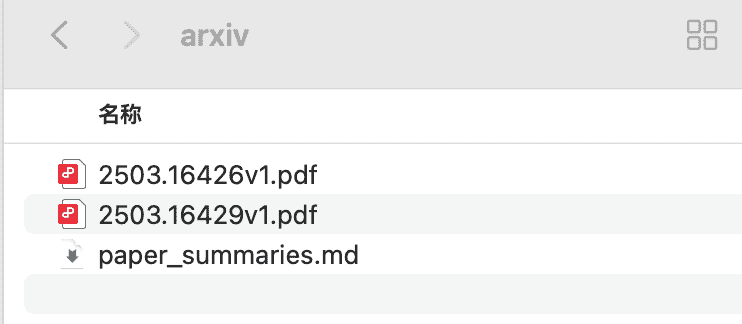 arxiv
名称
2503.16426v1.pdf
2503.16429v1.pdf
paper_summaries.md